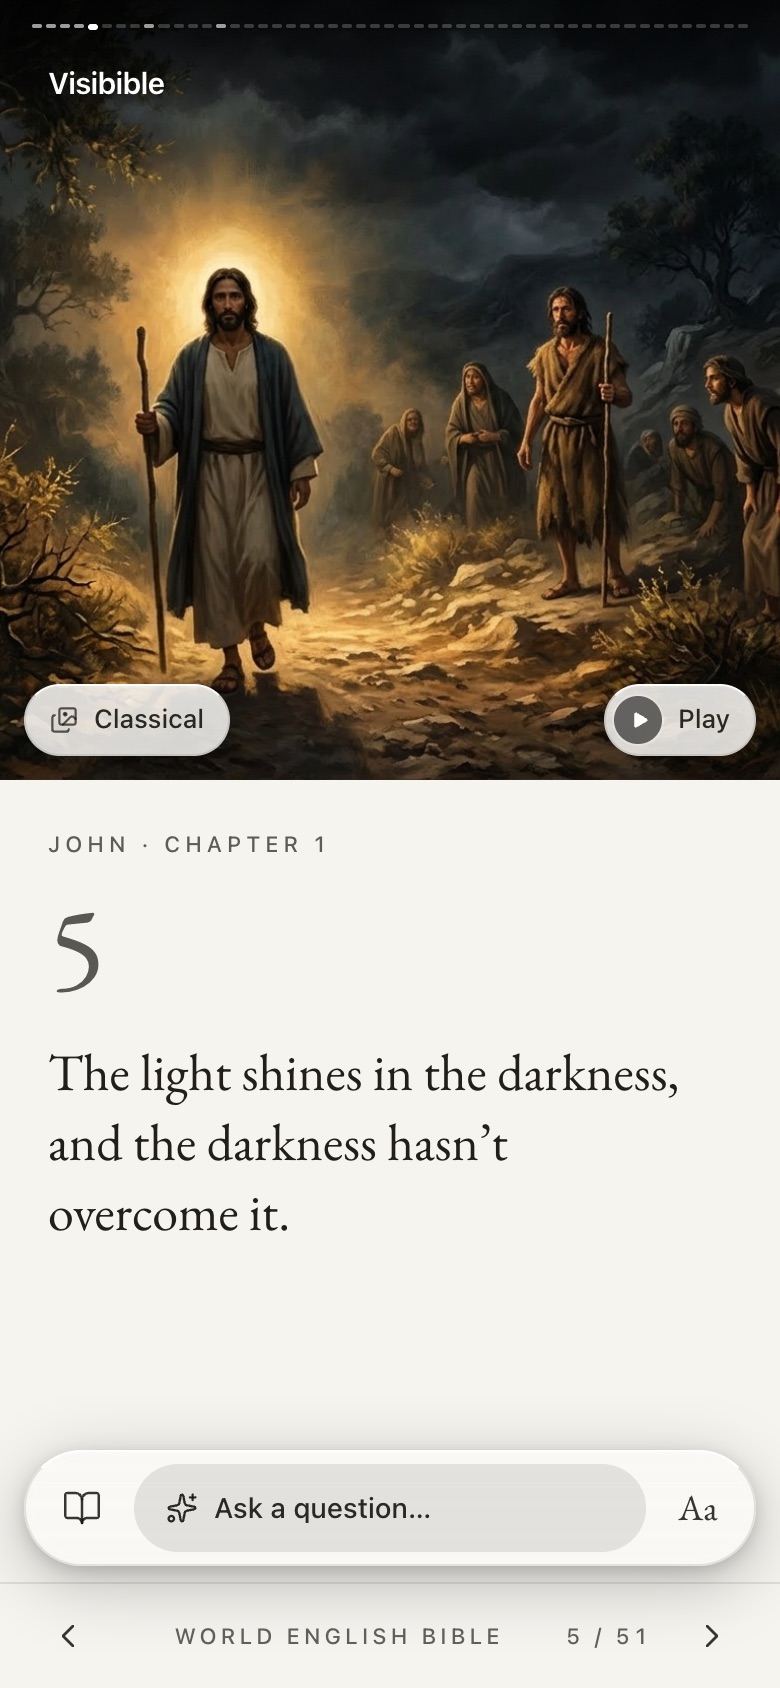 Visibible
Classical
Play
JOHN · CHAPTER 1
5
The light shines in the darkness,
and the darkness hasn’t
overcome it.
Ask a question...
Aa
WORLD ENGLISH BIBLE
5 / 51